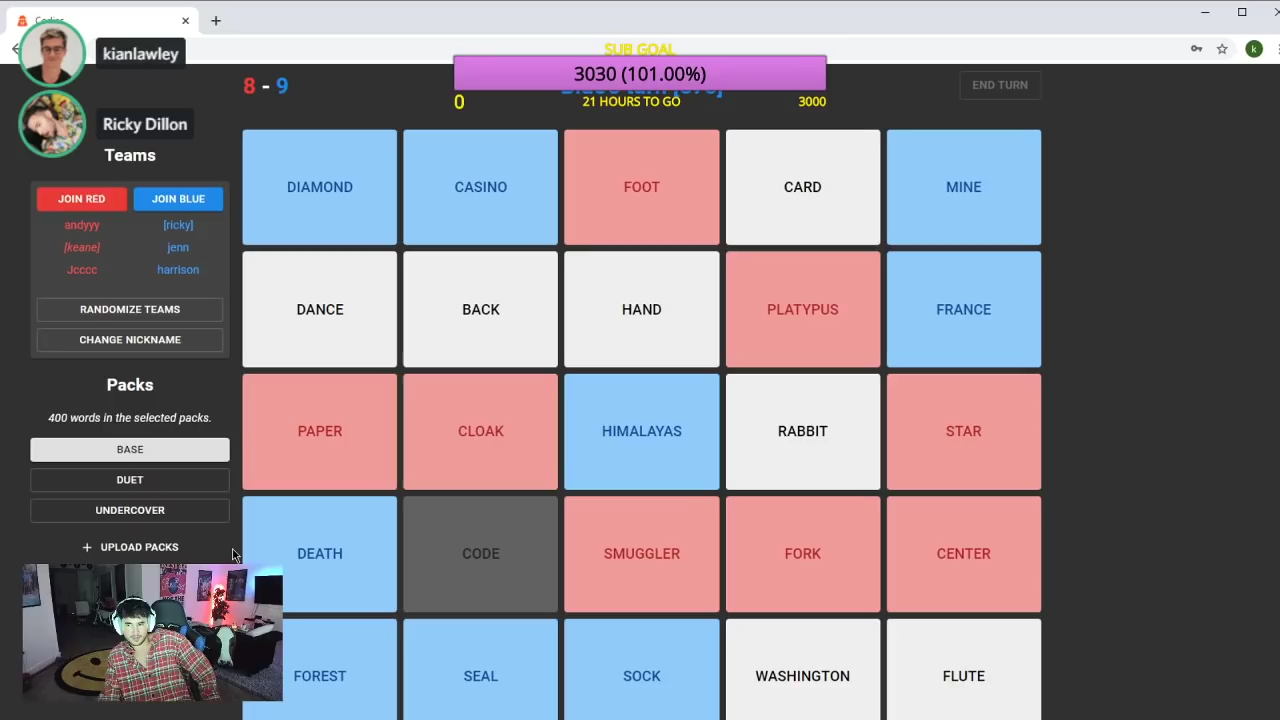 kianlawley
SUB GOAL
3030 (101.00%)
k
8 - 9
0
21 HOURS TO GO
3000
END TURN
Ricky Dillon
Teams
JOIN RED
JOIN BLUE
andyyy
[ricky]
[keane]
jenn
Jcccc
harrison
RANDOMIZE TEAMS
CHANGE NICKNAME
Packs
400 words in the selected packs.
BASE
DUET
UNDERCOVER
+ UPLOAD PACKS
DIAMOND
CASINO
FOOT
CARD
MINE
DANCE
BACK
HAND
PLATYPUS
FRANCE
PAPER
CLOAK
HIMALAYAS
RABBIT
STAR
DEATH
CODE
SMUGGLER
FORK
CENTER
FOREST
SEAL
SOCK
WASHINGTON
FLUTE